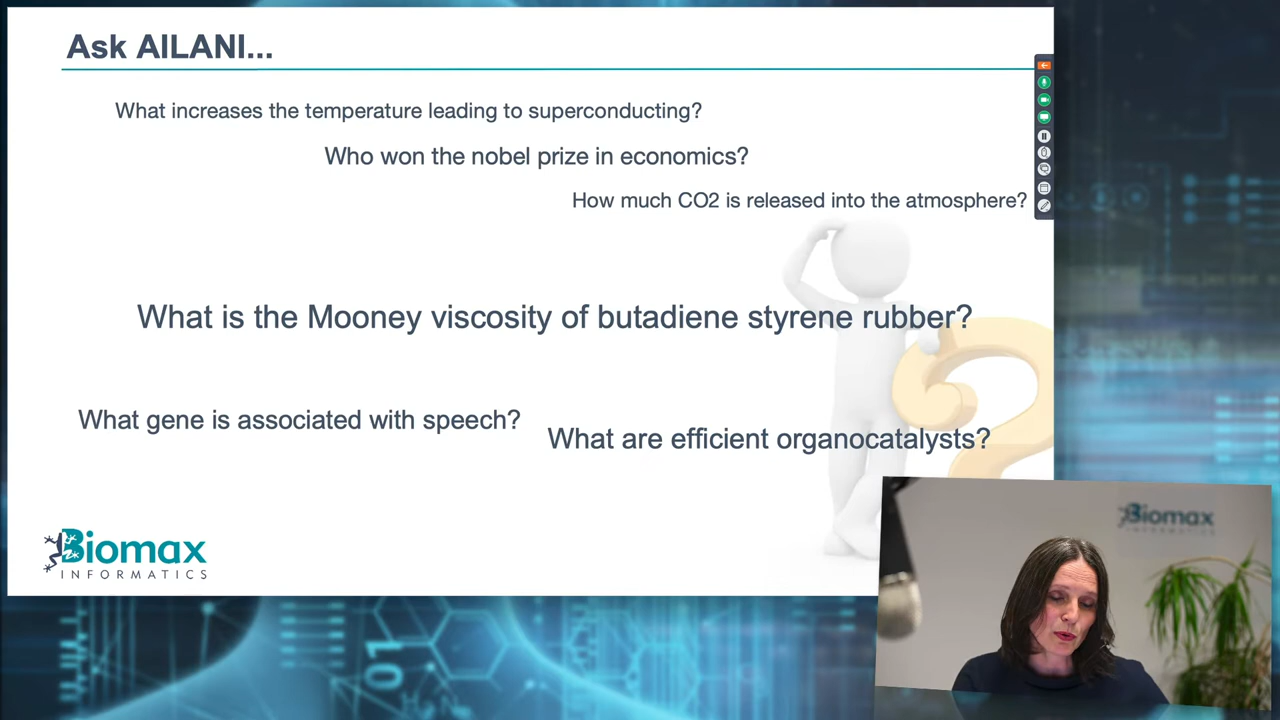 Ask AILANI...
What increases the temperature leading to superconducting?
Who won the nobel prize in economics?
How much CO2 is released into the atmosphere?
What is the Mooney viscosity of butadiene styrene rubber?
What gene is associated with speech?
What are efficient organocatalysts?
Biomax
INFORMATICS
Biomax
INFORMATICS
01